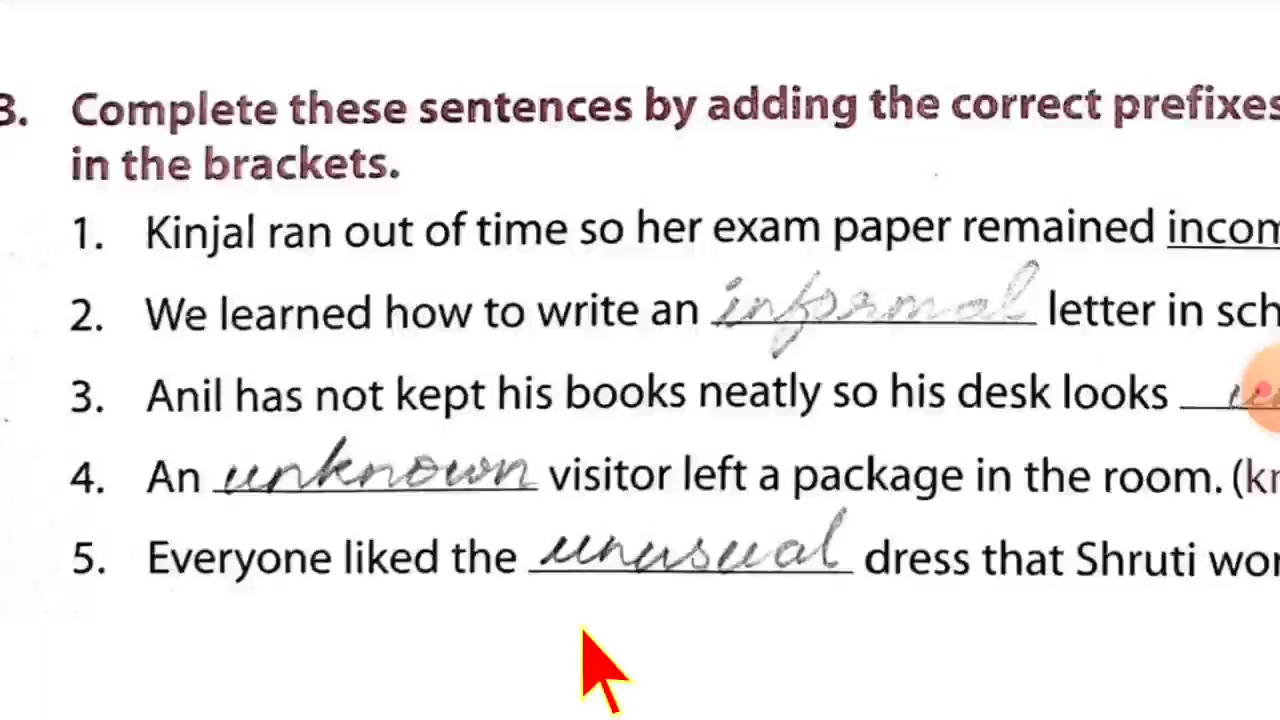 3. Complete these sentences by adding the correct prefixes
in the brackets.
1. Kinjal ran out of time so her exam paper remained incom
2. We learned how to write an informal letter in sch
3. Anil has not kept his books neatly so his desk looks
4. An unknown visitor left a package in the room. (kn
5. Everyone liked the unusual dress that Shruti wor